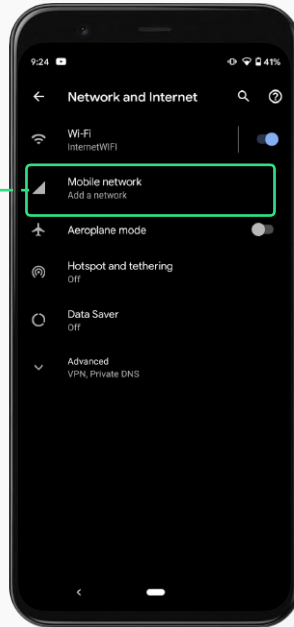 9:24 41%
Network and Internet
Wi-Fi
InternetWIFI
Mobile network
Add a network
Aeroplane mode
Hotspot and tethering
Off
Data Saver
Off
Advanced
VPN, Private DNS